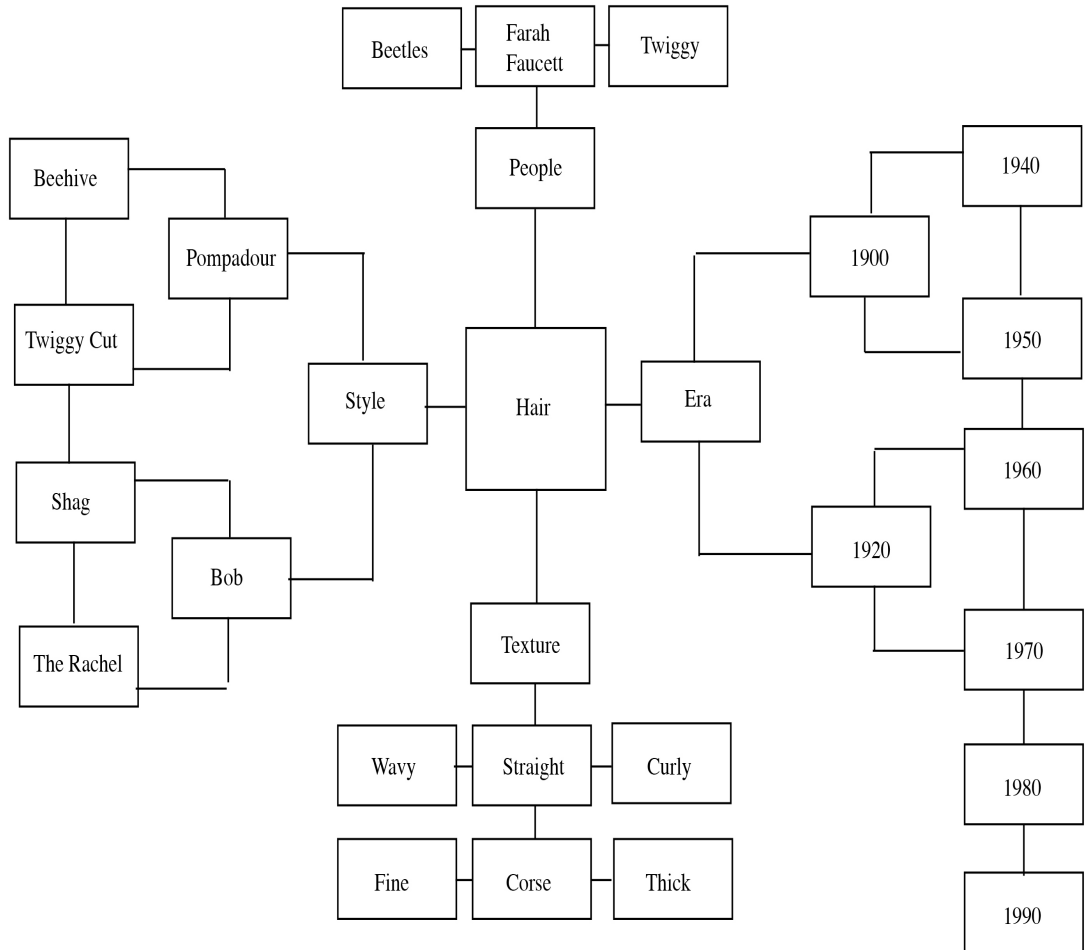 Beetles
Farah
Faucett
Twiggy
People
Beehive
Pompadour
Twiggy Cut
Style
Shag
Bob
The Rachel
Hair
Era
1940
1900
1950
1960
1920
1970
1980
1990
Texture
Wavy
Straight
Curly
Fine
Corse
Thick